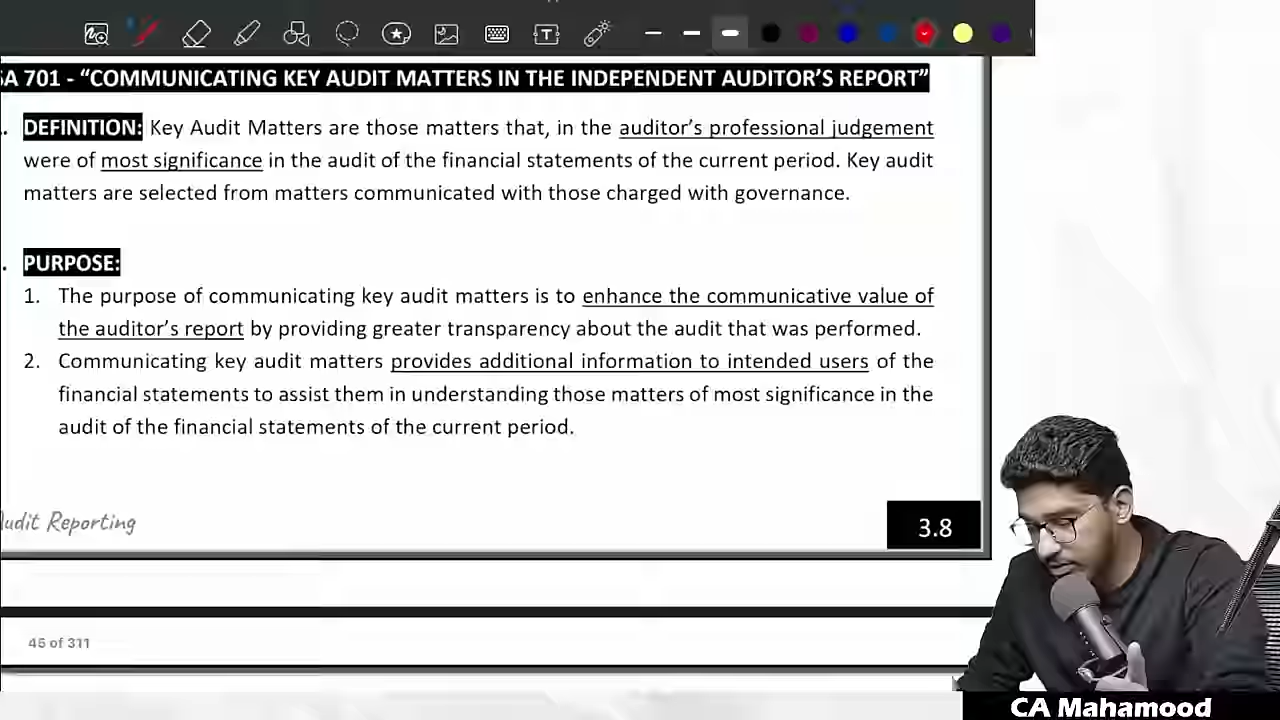 SA 701 - “COMMUNICATING KEY AUDIT MATTERS IN THE INDEPENDENT AUDITOR’S REPORT”
. DEFINITION: Key Audit Matters are those matters that, in the auditor’s professional judgement
were of most significance in the audit of the financial statements of the current period. Key audit
matters are selected from matters communicated with those charged with governance.
. PURPOSE:
1. The purpose of communicating key audit matters is to enhance the communicative value of
the auditor’s report by providing greater transparency about the audit that was performed.
2. Communicating key audit matters provides additional information to intended users of the
financial statements to assist them in understanding those matters of most significance in the
audit of the financial statements of the current period.
Audit Reporting
3.8
46 of 311
CA Mahamood